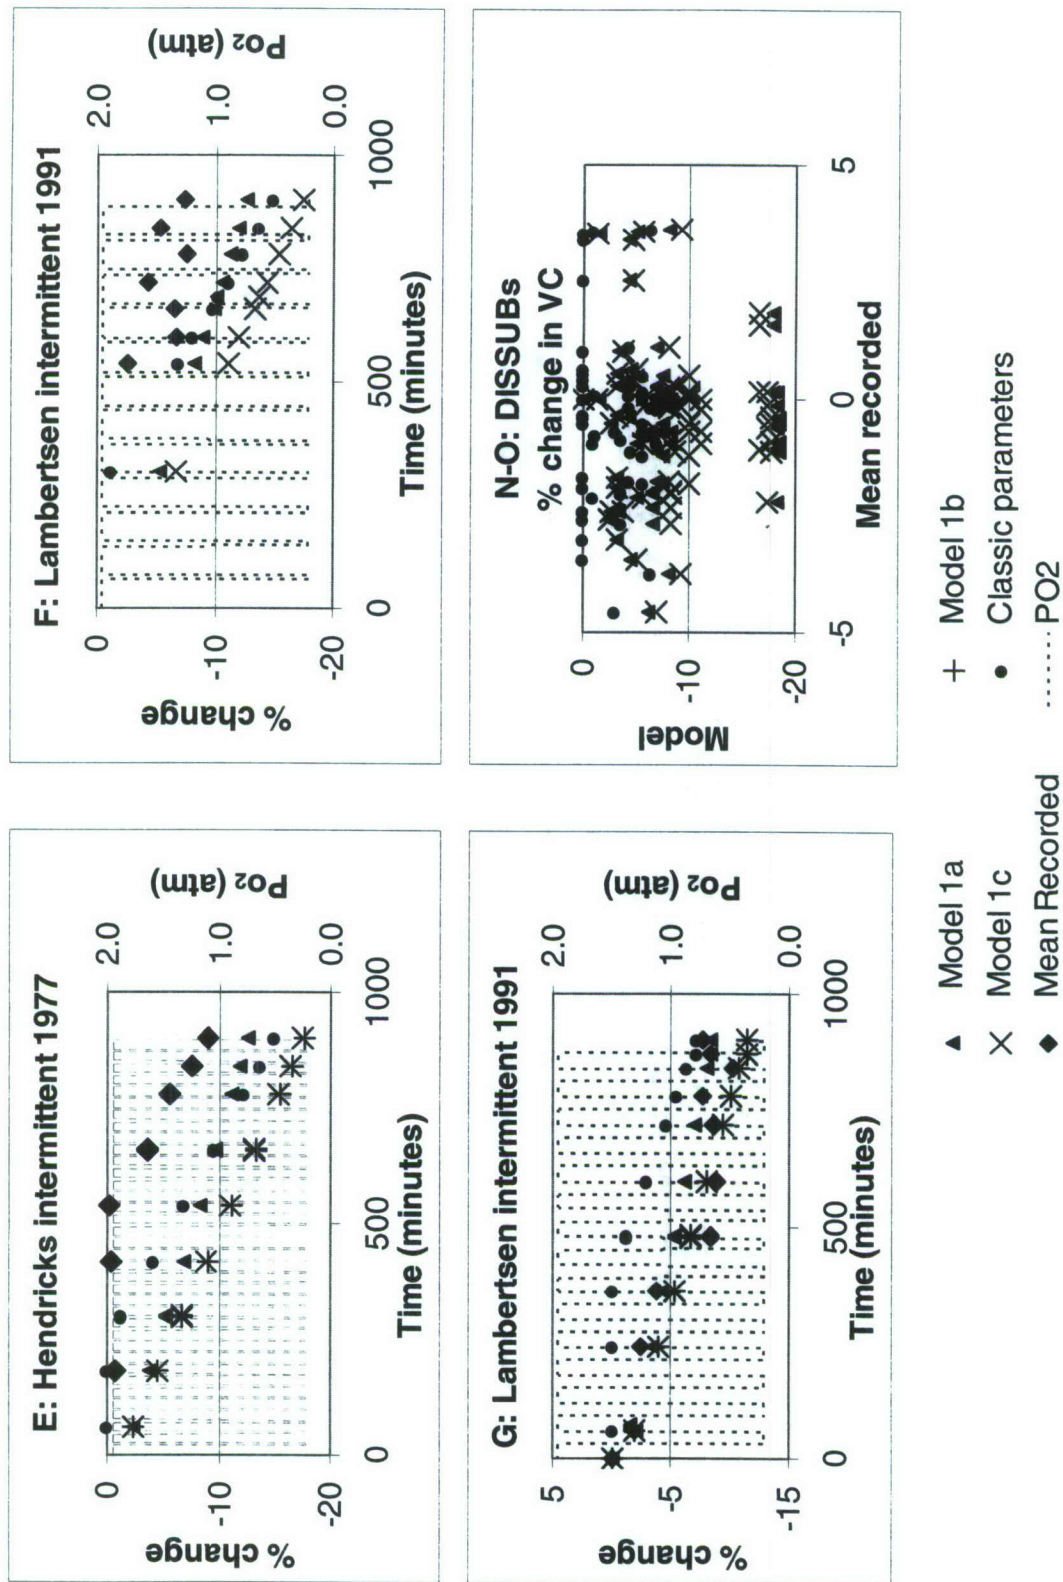 E: Hendricks intermittent 1977
% change
0
-10
-20
Po2 (atm)
2.0
1.0
0.0
0
500
1000
Time (minutes)
F: Lambertsen intermittent 1991
% change
0
-10
-20
Po2 (atm)
2.0
1.0
0.0
0
500
1000
Time (minutes)
G: Lambertsen intermittent 1991
% change
5
-5
-15
Po2 (atm)
2.0
1.0
0.0
0
500
1000
Time (minutes)
N-O: DISSUBs
% change in VC
Model
0
-10
-20
-5
0
5
Mean recorded
Model 1a
Model 1b
Model 1c
Classic parameters
Mean Recorded
PO2